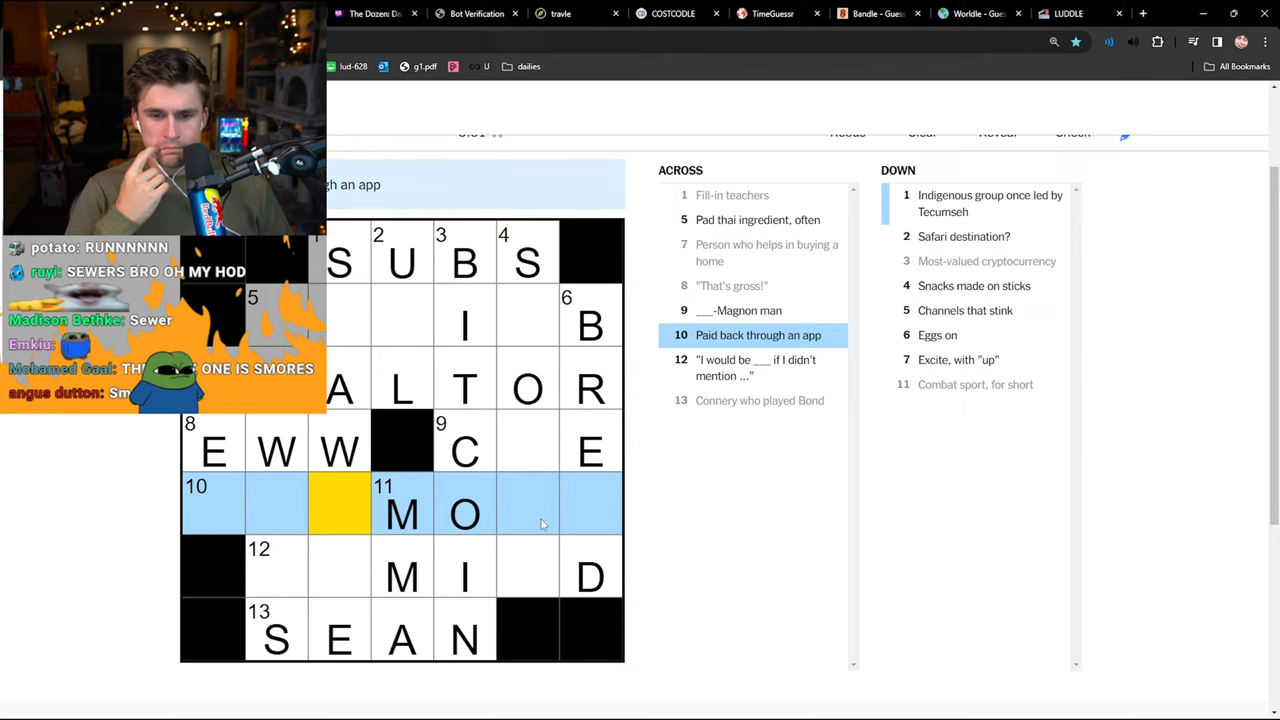 The Dozen: Da
Bot Verification
travle
COSTCODLE
TimeGuessr
Bandle - Gues
Worldle - Gue
LUDDLE
lud-628
g1.pdf
U
dailies
All Bookmarks
gh an app
potato: RUNNNNNN
ruyi: SEWERS BRO OH MY HOD
Madison Bethke: Sewer
Emkiu:
Mohamed Gaal: TH ONE IS SMORES
angus dutton: Sm
1 2 3 4
S U B S
5 6
I B
A L T O R
8 9
E W W C E
10 11
M O
12
M I D
13
S E A N
ACROSS
1 Fill-in teachers
5 Pad thai ingredient, often
7 Person who helps in buying a
home
8 "That's gross!"
9 ___-Magnon man
10 Paid back through an app
12 "I would be ___ if I didn't
mention ..."
13 Connery who played Bond
DOWN
1 Indigenous group once led by
Tecumseh
2 Safari destination?
3 Most-valued cryptocurrency
4 Snacks made on sticks
5 Channels that stink
6 Eggs on
7 Excite, with "up"
11 Combat sport, for short